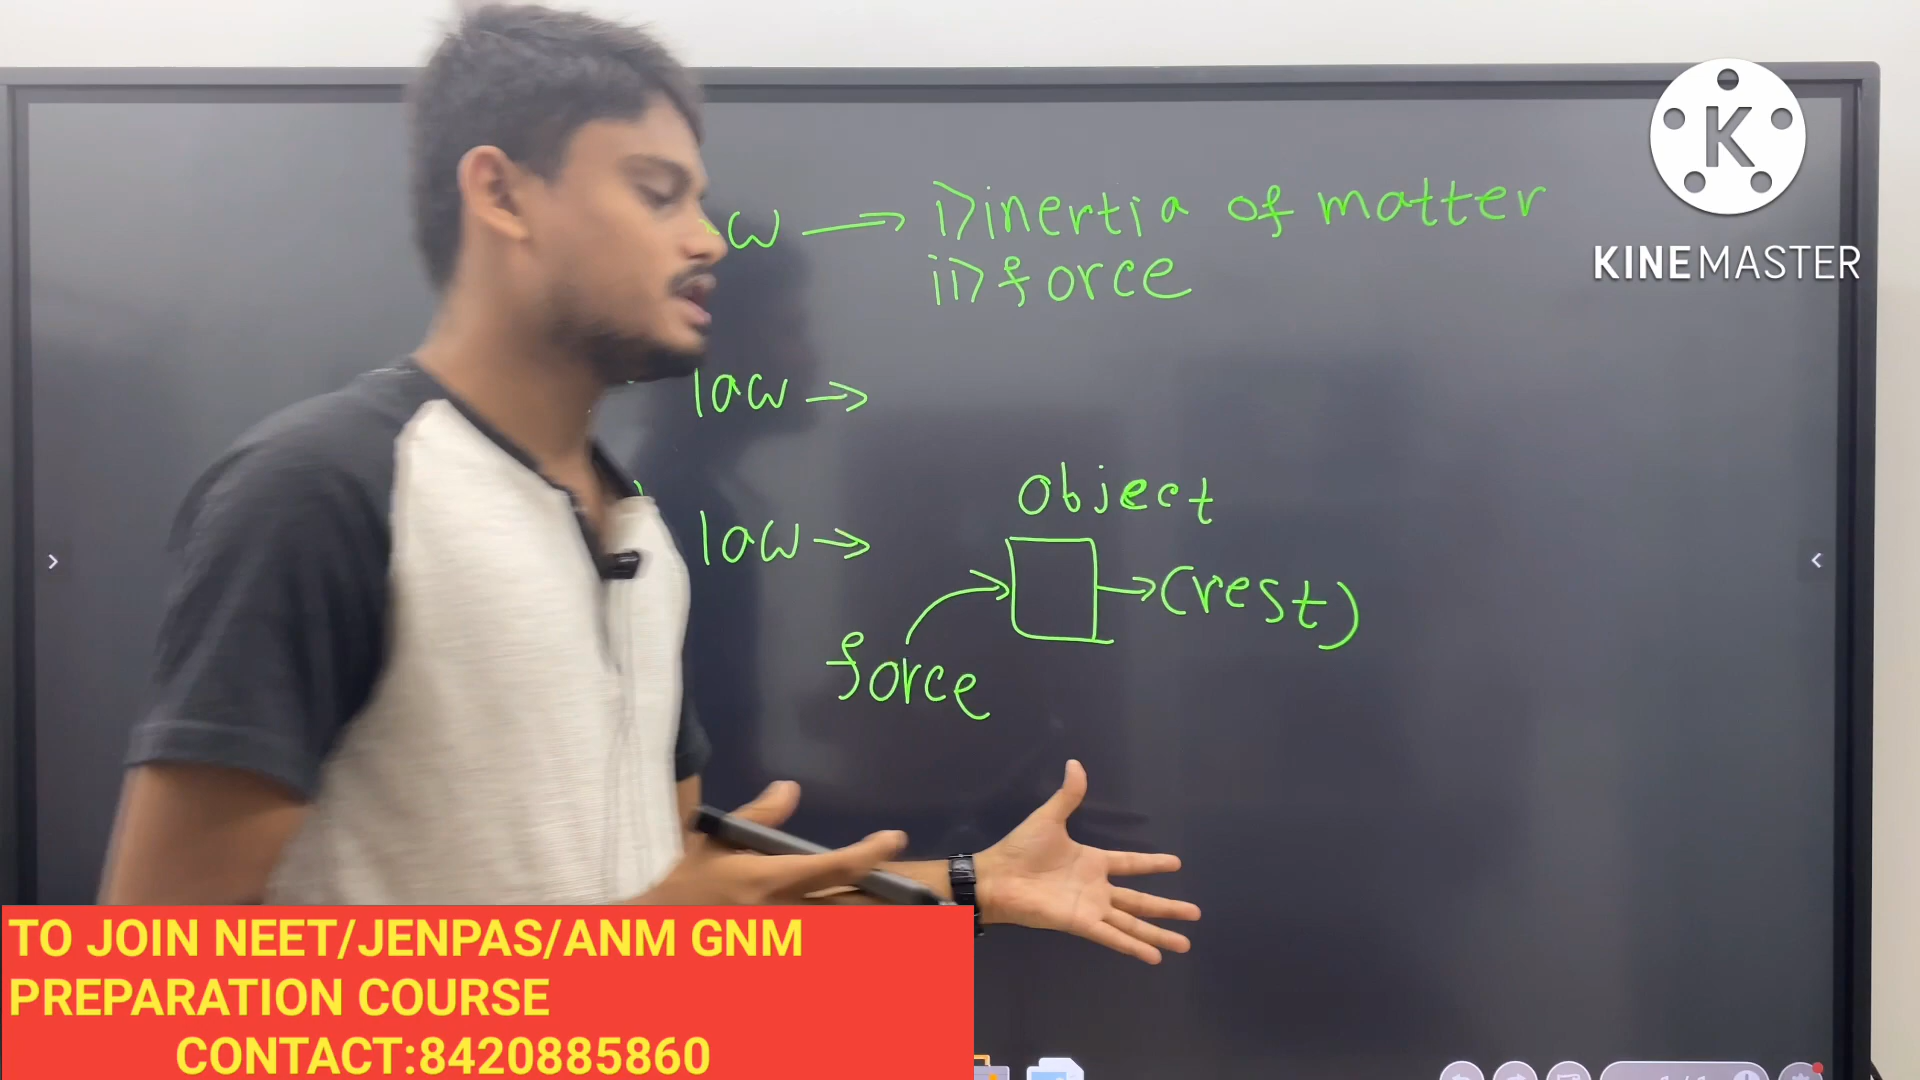 i) inertia of matter
ii) force
law →
law →
object
(rest)
force
K
KINEMASTER
TO JOIN NEET/JENPAS/ANM GNM
PREPARATION COURSE
CONTACT:8420885860